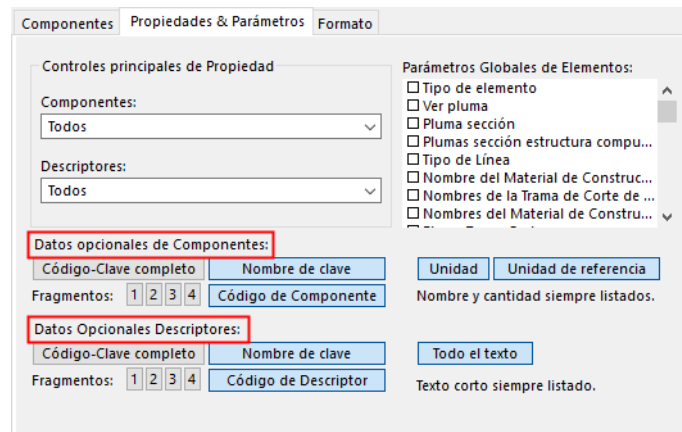 Componentes
Propiedades & Parámetros
Formato
Controles principales de Propiedad
Componentes:
Todos
Descriptores:
Todos
Parámetros Globales de Elementos:
Tipo de elemento
Ver pluma
Pluma sección
Plumas sección estructura compu...
Tipo de Línea
Nombre del Material de Construc...
Nombres de la Trama de Corte de ...
Nombres del Material de Constru...
Datos opcionales de Componentes:
Código-Clave completo
Nombre de clave
Unidad
Unidad de referencia
Fragmentos: 1 2 3 4
Código de Componente
Nombre y cantidad siempre listados.
Datos Opcionales Descriptores:
Código-Clave completo
Nombre de clave
Todo el texto
Fragmentos: 1 2 3 4
Código de Descriptor
Texto corto siempre listado.